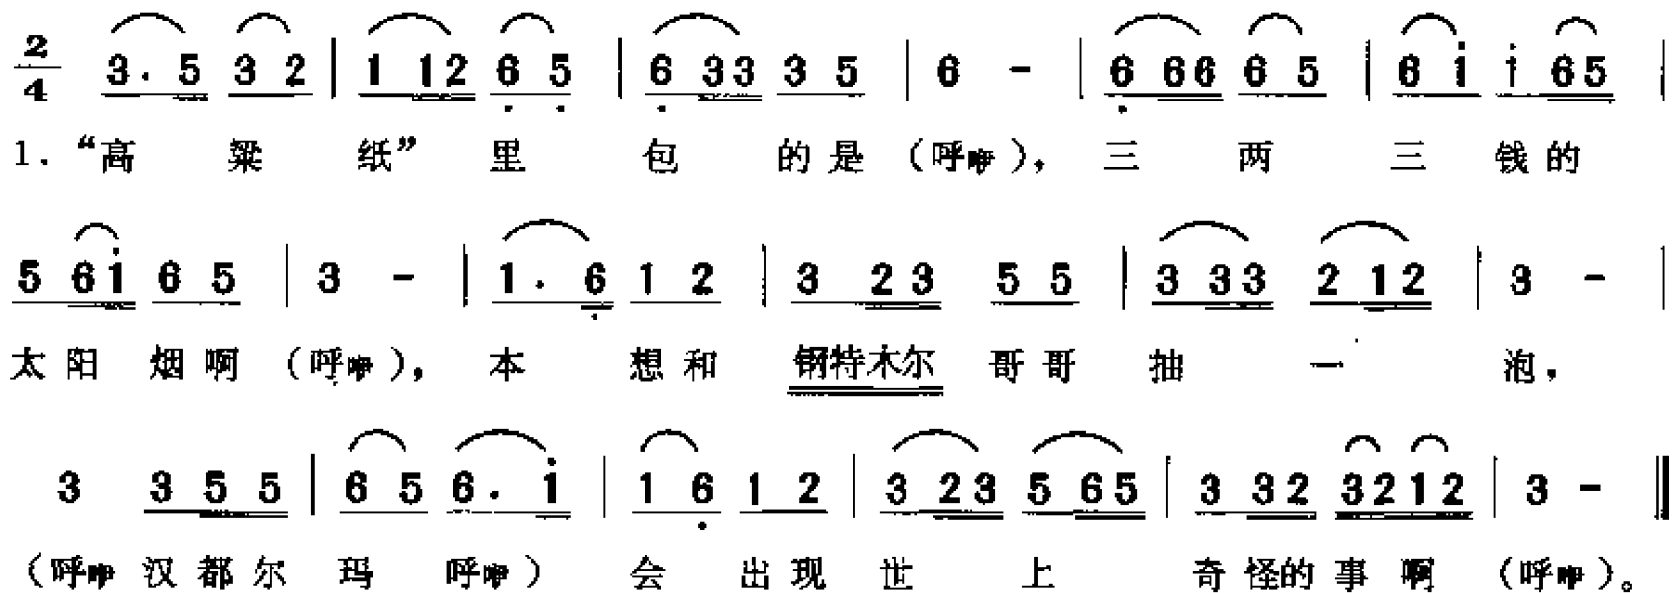 2/4 3. 5 3 2 | 1 12 6 5 | 6 33 3 5 | 6 - | 6 66 6 5 | 6 i i 65 |
1. “高 粱 纸” 里 包 的 是 (呼咿), 三 两 三 钱 的
5 6i 6 5 | 3 - | 1. 6 1 2 | 3 23 5 5 | 3 33 2 12 | 3 - |
太 阳 烟 啊 (呼咿), 本 想 和 钢特木尔 哥 哥 抽 一 泡,
3 3 5 5 | 6 5 6. i | 1 6 1 2 | 3 23 5 65 | 3 32 3212 | 3 - ‖
(呼咿 汉 都 尔 玛 呼咿) 会 出 现 世 上 奇 怪的 事 啊 (呼咿)。